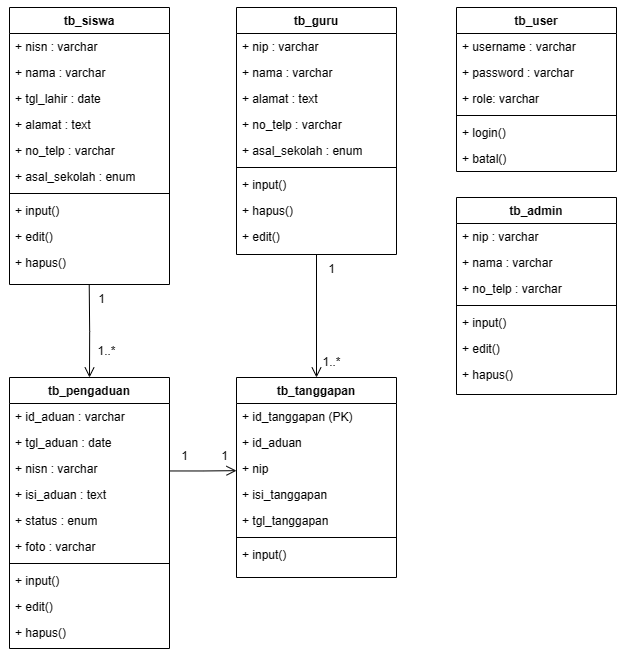 tb_siswa
+ nisn : varchar
+ nama : varchar
+ tgl_lahir : date
+ alamat : text
+ no_telp : varchar
+ asal_sekolah : enum
+ input()
+ edit()
+ hapus()
tb_guru
+ nip : varchar
+ nama : varchar
+ alamat : text
+ no_telp : varchar
+ asal_sekolah : enum
+ input()
+ hapus()
+ edit()
tb_user
+ username : varchar
+ password : varchar
+ role: varchar
+ login()
+ batal()
tb_admin
+ nip : varchar
+ nama : varchar
+ no_telp : varchar
+ input()
+ edit()
+ hapus()
1
1..*
1
1..*
tb_pengaduan
+ id_aduan : varchar
+ tgl_aduan : date
+ nisn : varchar
+ isi_aduan : text
+ status : enum
+ foto : varchar
+ input()
+ edit()
+ hapus()
1
1
tb_tanggapan
+ id_tanggapan (PK)
+ id_aduan
+ nip
+ isi_tanggapan
+ tgl_tanggapan
+ input()